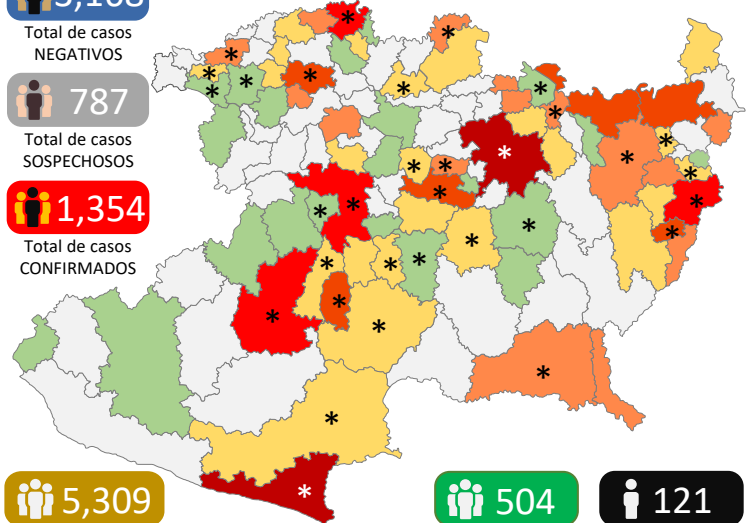 Total de casos
NEGATIVOS
787
Total de casos
SOSPECHOSOS
1,354
Total de casos
CONFIRMADOS
5,309
504
121